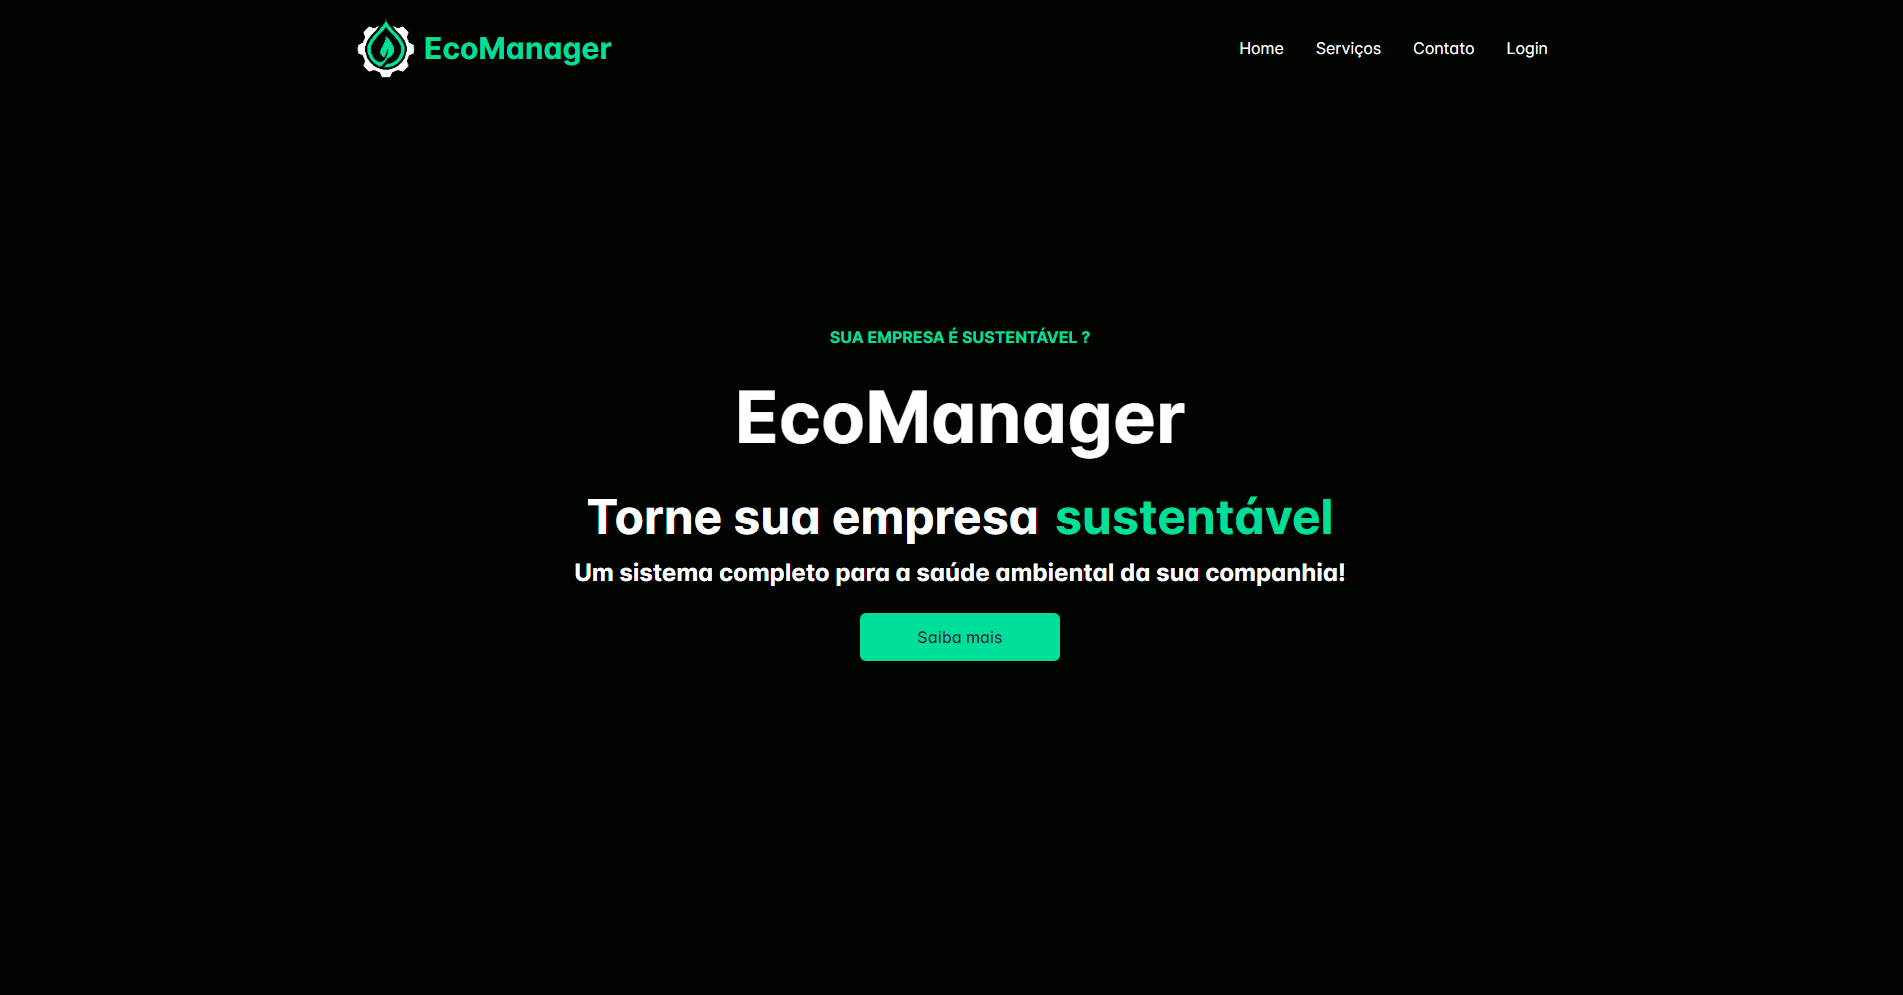 EcoManager
Home Serviços Contato Login
SUA EMPRESA É SUSTENTÁVEL ?
EcoManager
Torne sua empresa sustentável
Um sistema completo para a saúde ambiental da sua companhia!
Saiba mais